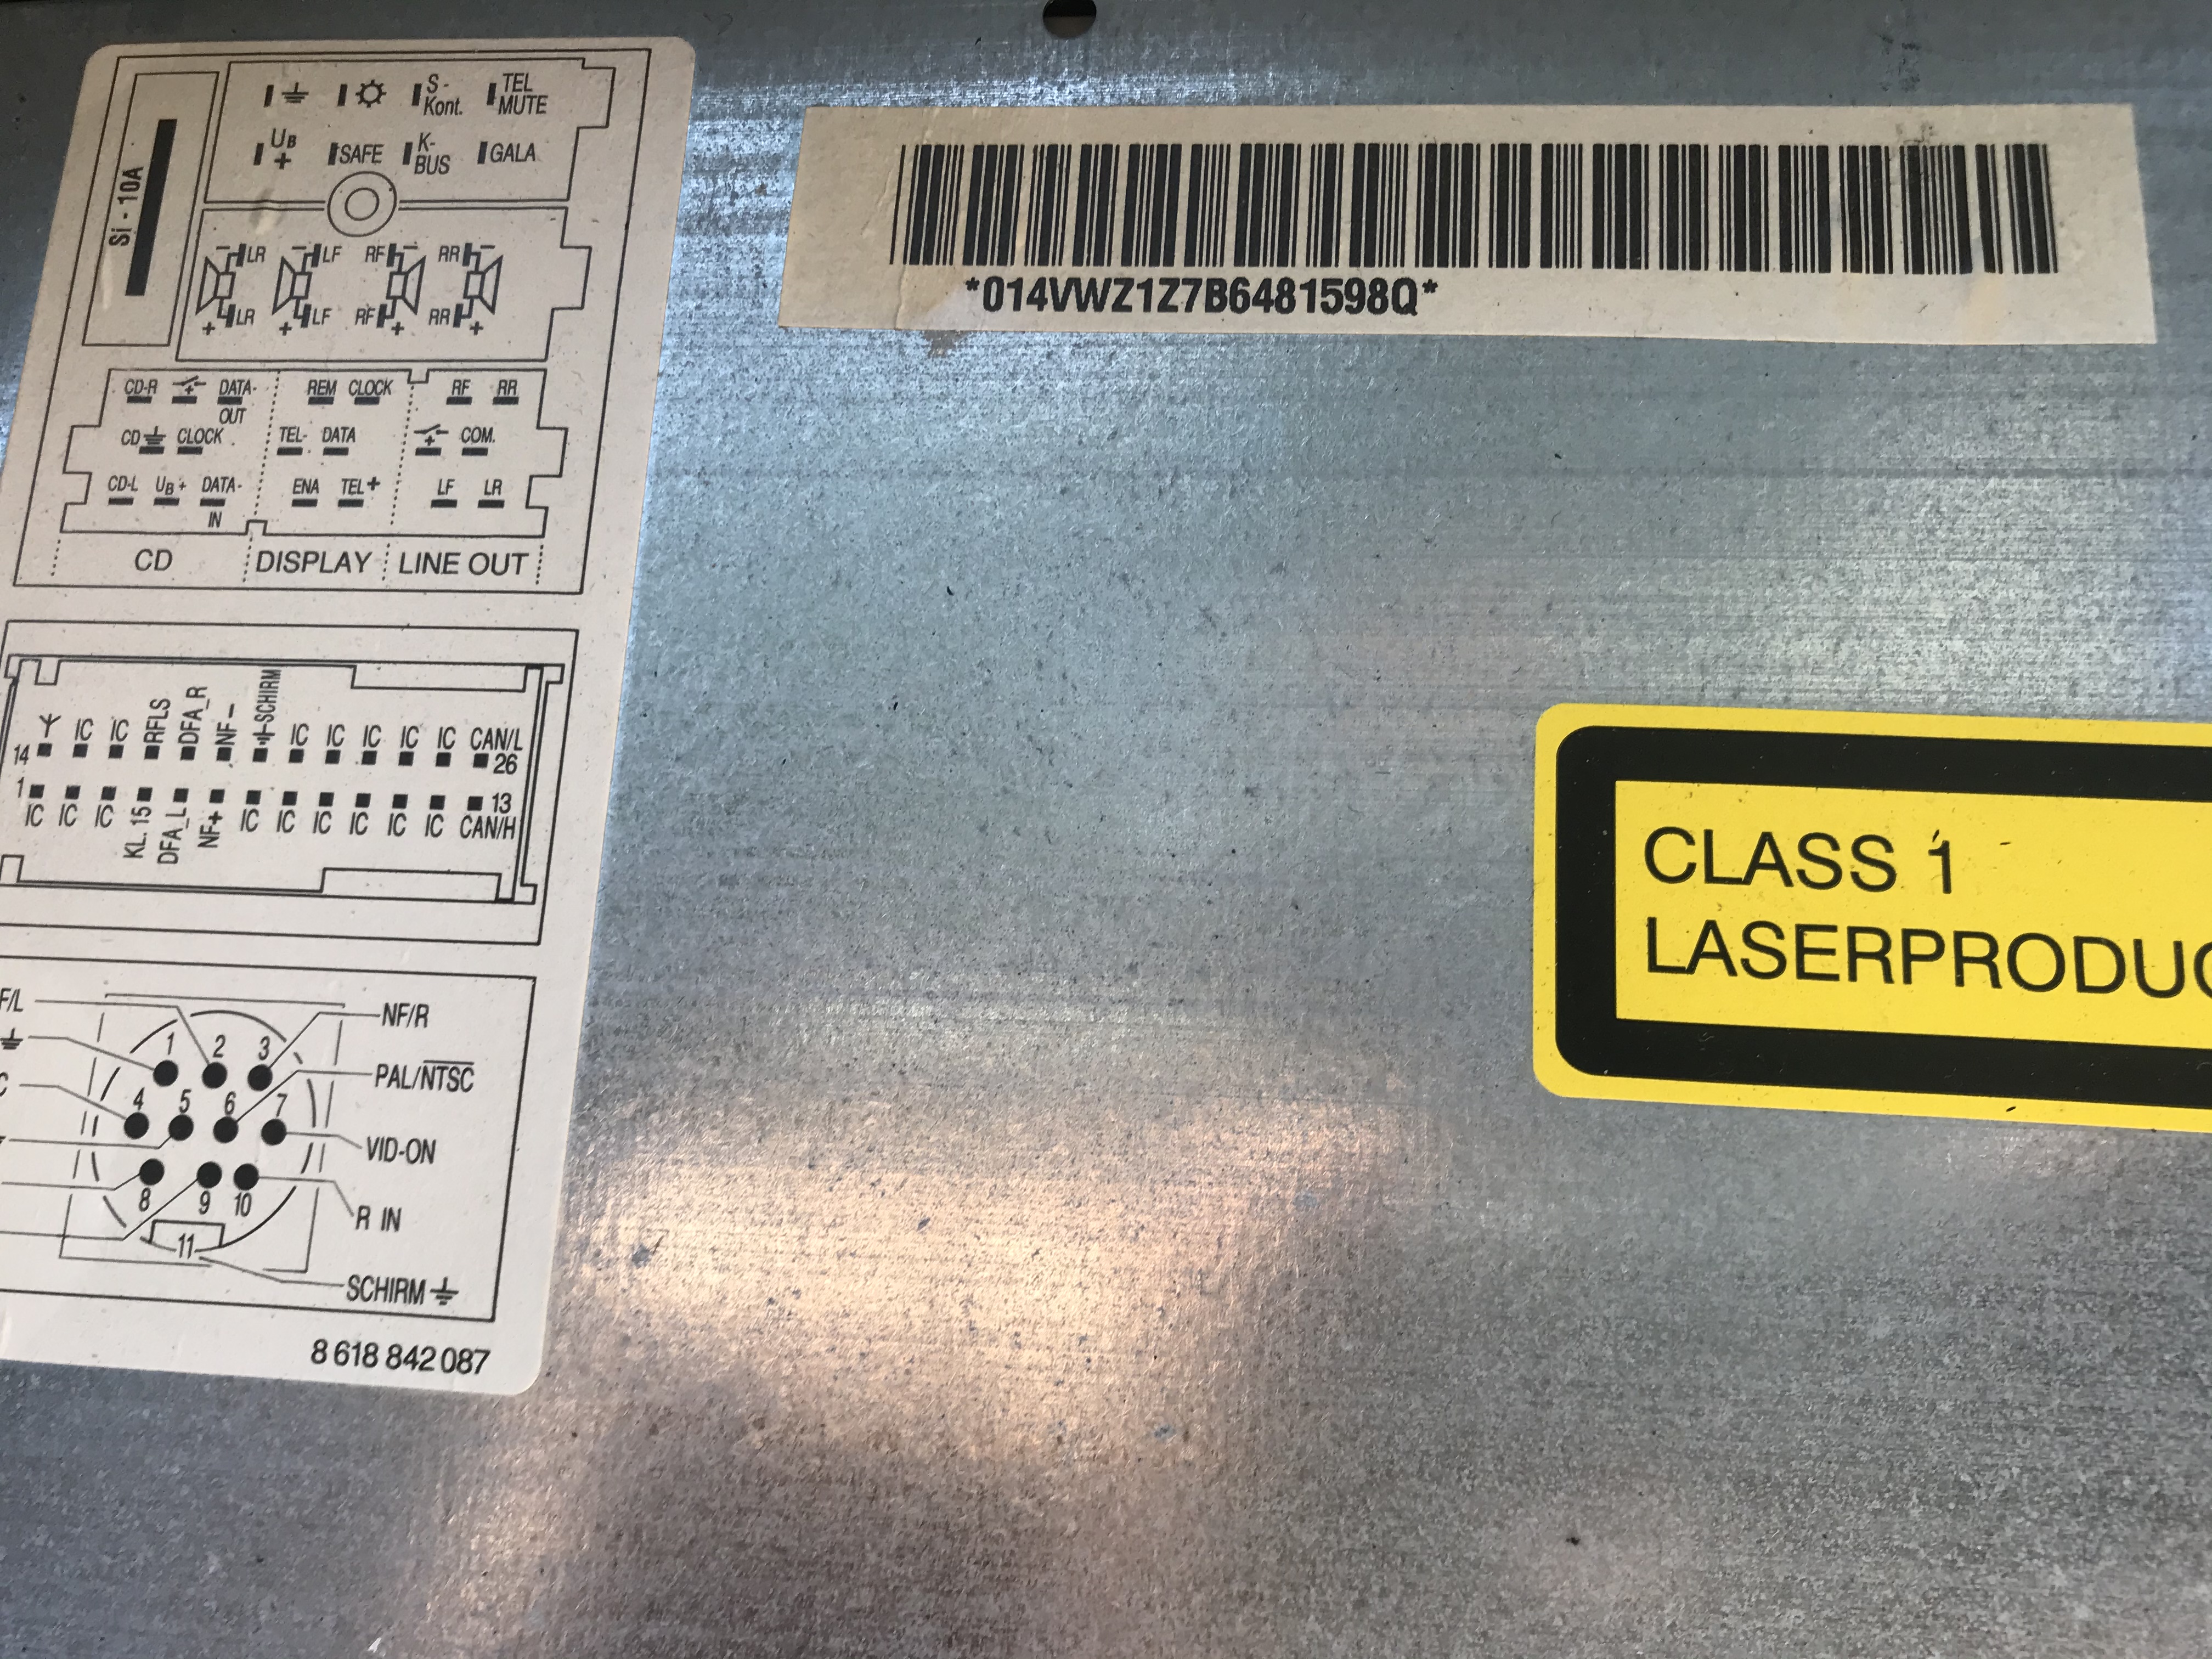 S-
Kont.
TEL
MUTE
UB
+
SAFE
K-
BUS
GALA
Si - 10A
- LR - LF RF - RR -
+ LR + LF RF + RR +
CD-R DATA-
OUT
REM CLOCK RF RR
CD CLOCK TEL- DATA COM.
CD-L UB+ DATA-
IN
ENA TEL+ LF LR
CD DISPLAY LINE OUT
14 IC IC RFLS DFA_R NF- SCHIRM IC IC IC IC IC CAN/L
26
1 13
IC IC IC KL.15 DFA_L NF+ IC IC IC IC IC IC CAN/H
F/L
NF/R
1 2 3
PAL/NTSC
C
4 5 6 7
VID-ON
8 9 10
R IN
11
SCHIRM
8 618 842 087
*014VWZ1Z7B6481598Q*
CLASS 1
LASERPRODUC